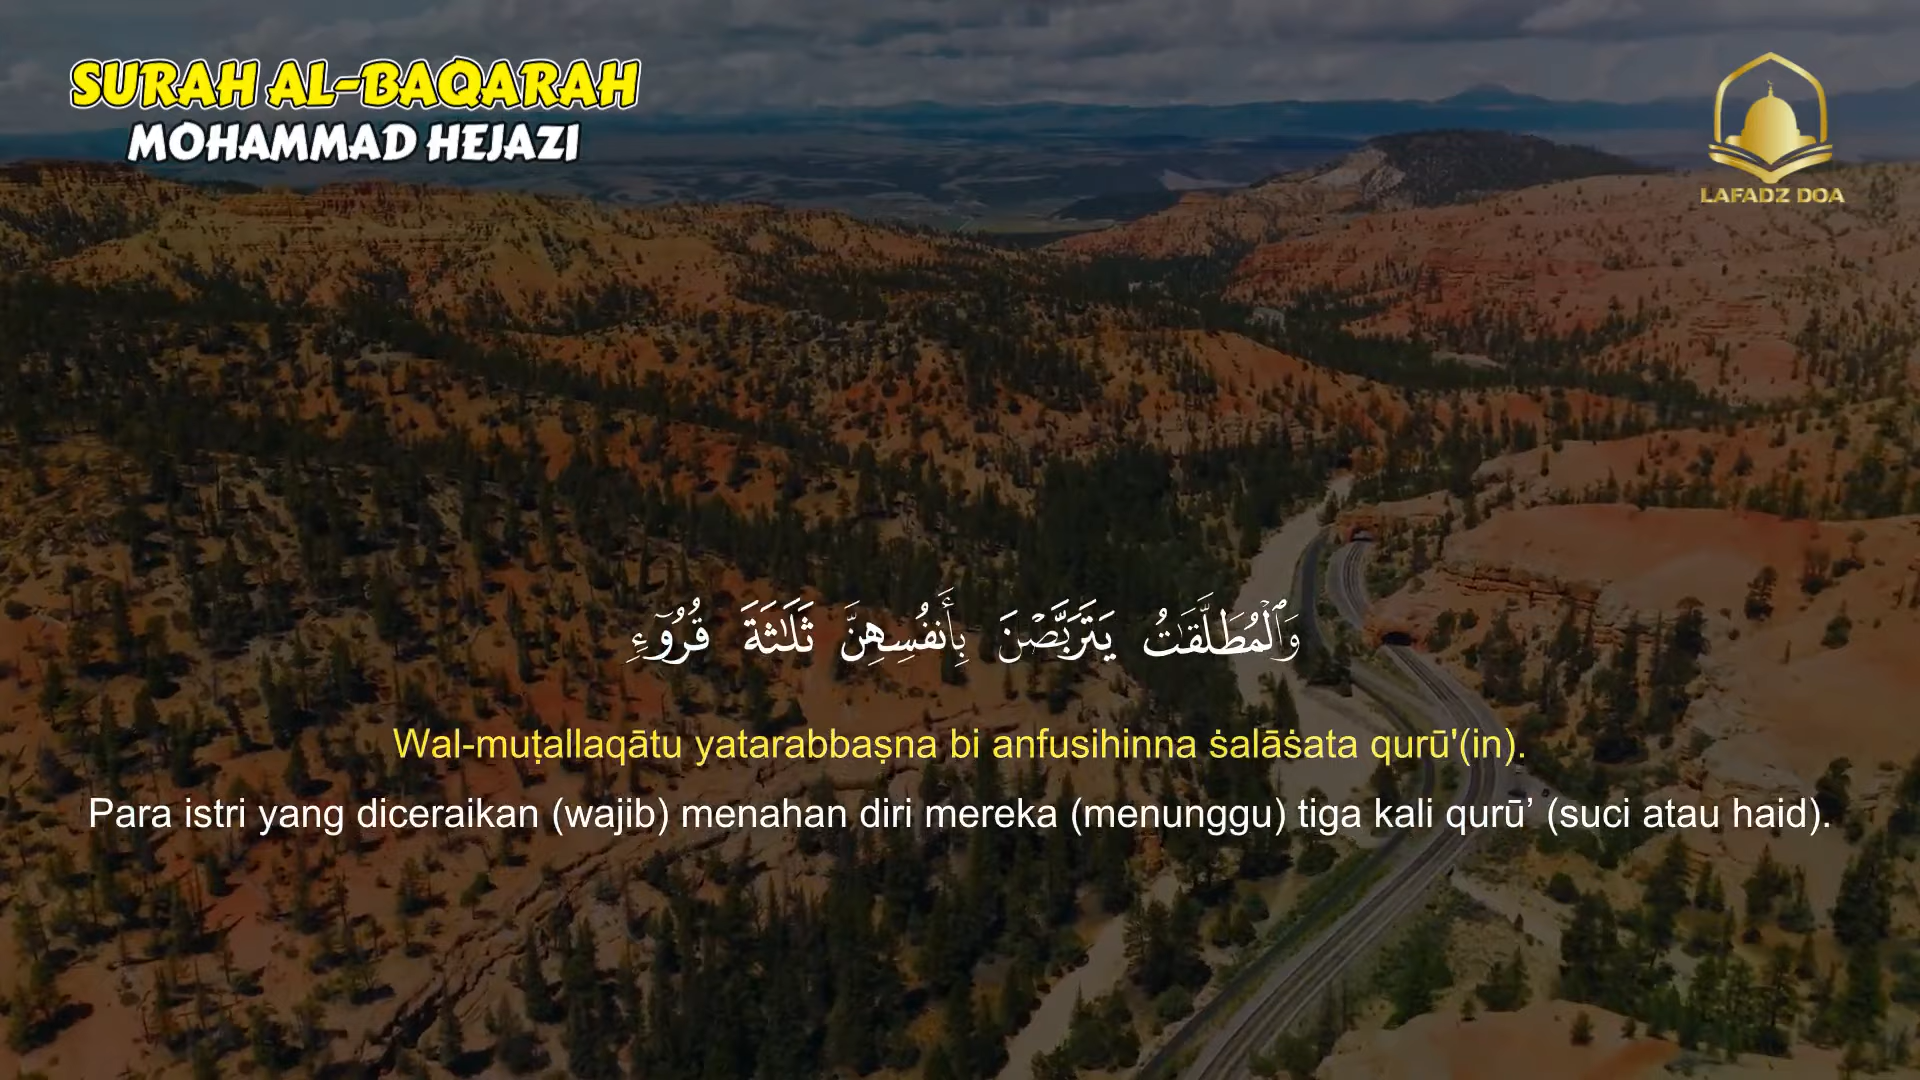 SURAH AL-BAQARAH
MOHAMMAD HEJAZI
LAFADZ DOA
وَٱلْمُطَلَّقَٰتُ يَتَرَبَّصْنَ بِأَنفُسِهِنَّ ثَلَٰثَةَ قُرُوٓءٍ
Wal-muṭallaqātu yatarabbaṣna bi anfusihinna ṡalāṡata qurū'(in).
Para istri yang diceraikan (wajib) menahan diri mereka (menunggu) tiga kali qurū’ (suci atau haid).